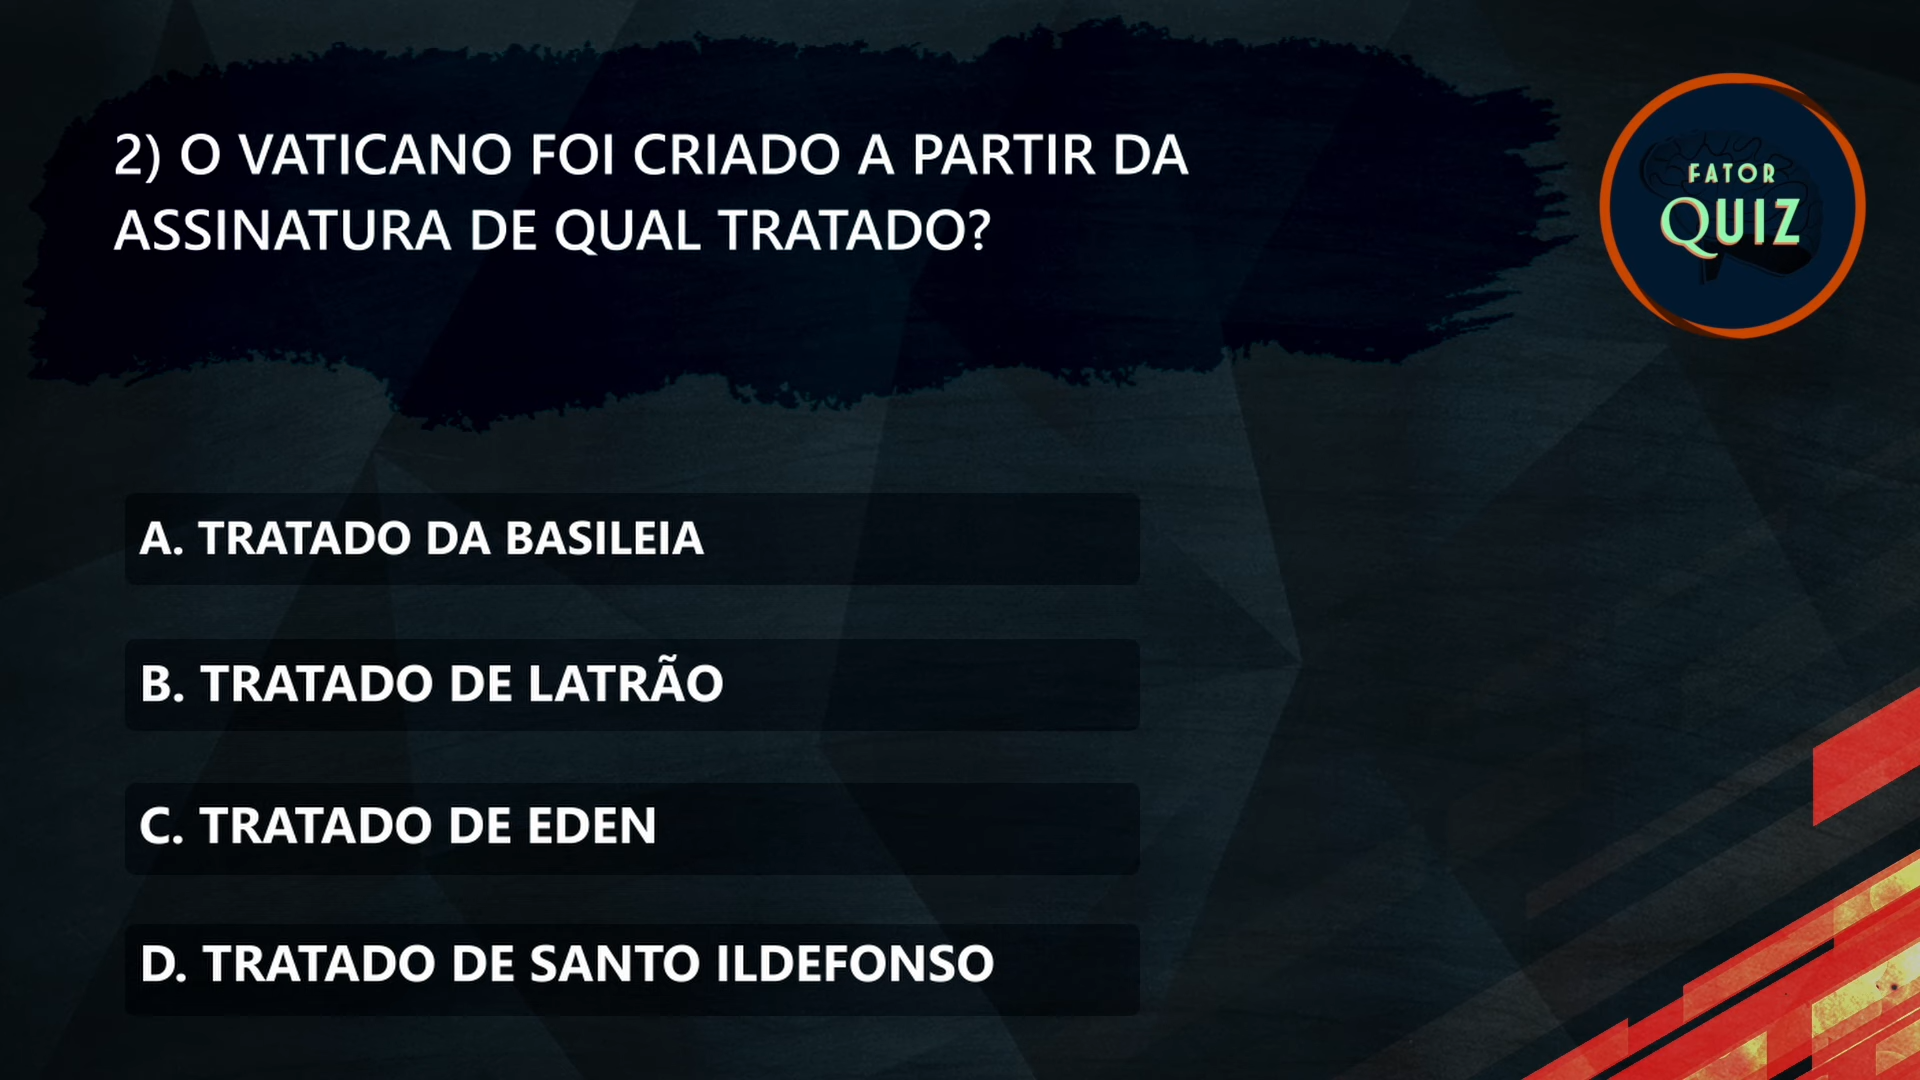 2) O VATICANO FOI CRIADO A PARTIR DA
ASSINATURA DE QUAL TRATADO?
FATOR
QUIZ
A. TRATADO DA BASILEIA
B. TRATADO DE LATRÃO
C. TRATADO DE EDEN
D. TRATADO DE SANTO ILDEFONSO